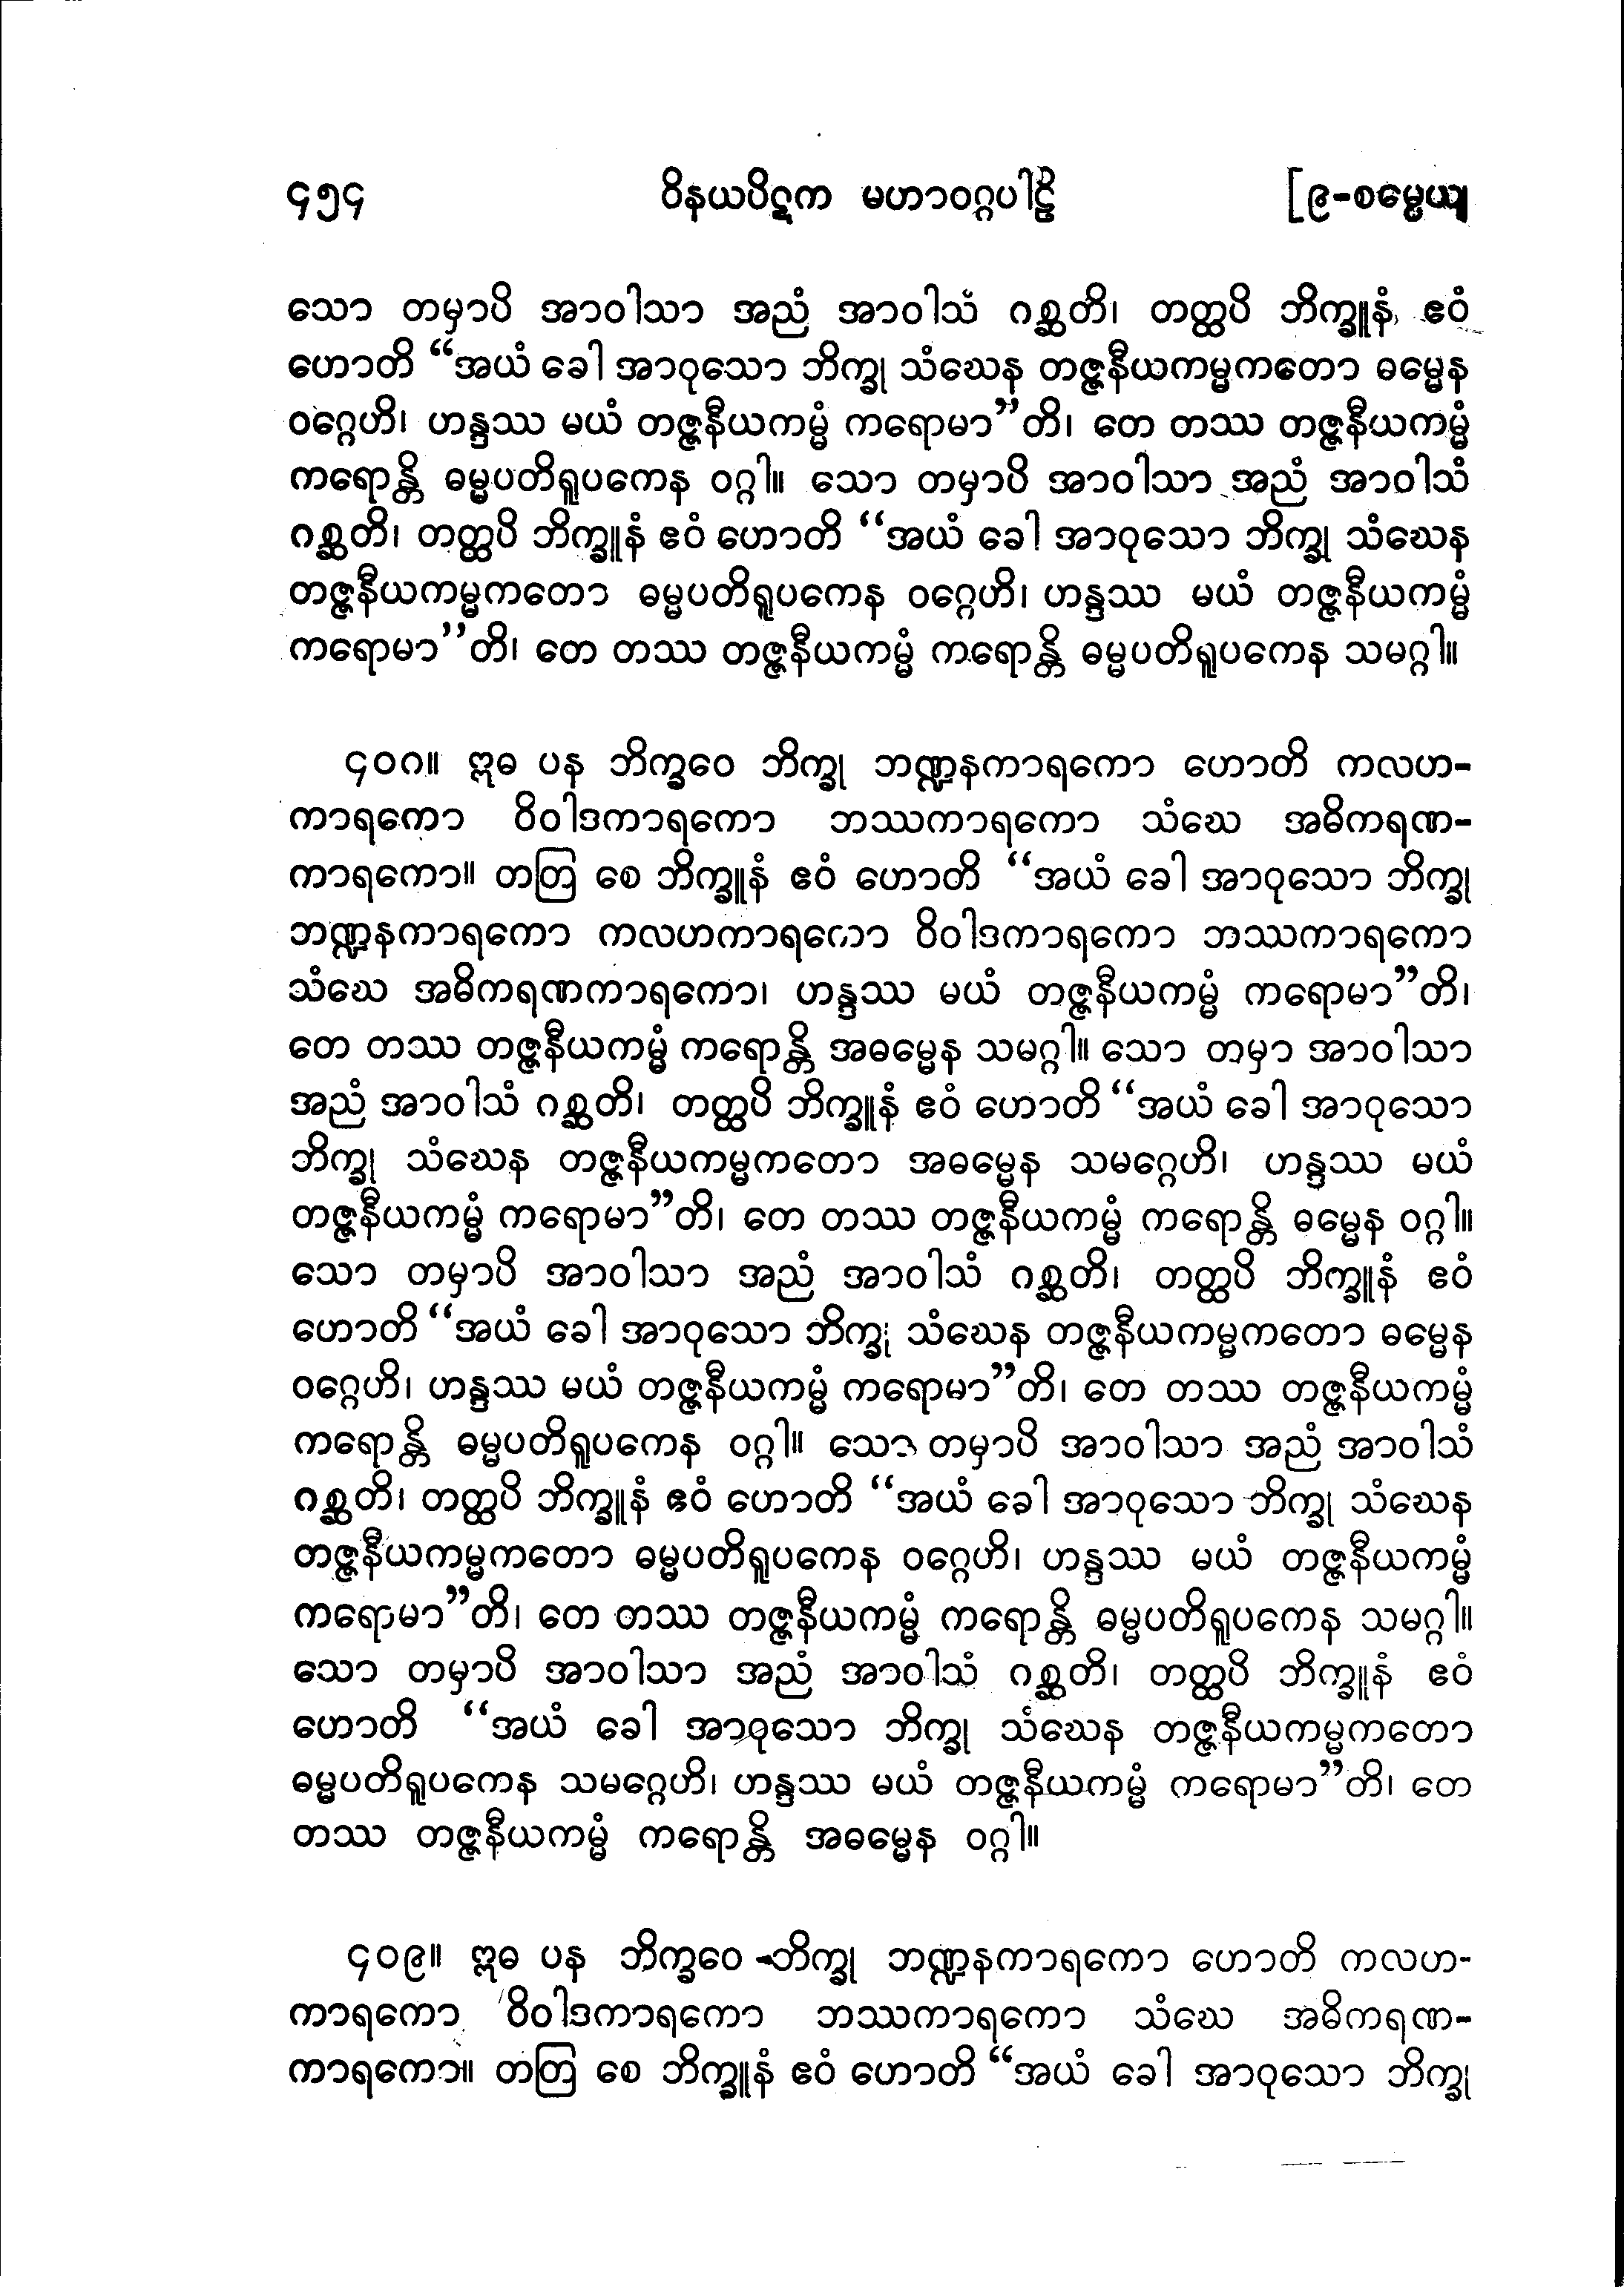 ၄၅၄ ဝိနယပိဋက မဟာဝဂ္ဂပါဠိ [၉-စမ္ပေယျ
သော တမှာပိ အာဝါသာ အညံ အာဝါသံ ဂစ္ဆတိ၊ တတ္ထပိ ဘိက္ခူနံ ဧဝံ
ဟောတိ “အယံ ခေါ အာဝုသော ဘိက္ခု သံဃေန တဇ္ဇနီယကမ္မကတော ဓမ္မေန
ဝဂ္ဂေဟိ၊ ဟန္ဒဿ မယံ တဇ္ဇနီယကမ္မံ ကရောမာ”တိ၊ တေ တဿ တဇ္ဇနီယကမ္မံ
ကရောန္တိ ဓမ္မပတိရူပကေန ဝဂ္ဂါ။ သော တမှာပိ အာဝါသာ အညံ အာဝါသံ
ဂစ္ဆတိ၊ တတ္ထပိ ဘိက္ခူနံ ဧဝံ ဟောတိ “အယံ ခေါ အာဝုသော ဘိက္ခု သံဃေန
တဇ္ဇနီယကမ္မကတော ဓမ္မပတိရူပကေန ဝဂ္ဂေဟိ၊ ဟန္ဒဿ မယံ တဇ္ဇနီယကမ္မံ
ကရောမာ”တိ၊ တေ တဿ တဇ္ဇနီယကမ္မံ ကရောန္တိ ဓမ္မပတိရူပကေန သမဂ္ဂါ။
၄၀ဂ။ ဣဓ ပန ဘိက္ခဝေ ဘိက္ခု ဘဏ္ဍနကာရကော ဟောတိ ကလဟ-
ကာရကော ဝိဝါဒကာရကော ဘဿကာရကော သံဃေ အဓိကရဏ-
ကာရကော။ တတြ စေ ဘိက္ခူနံ ဧဝံ ဟောတိ “အယံ ခေါ အာဝုသော ဘိက္ခု
ဘဏ္ဍနကာရကော ကလဟကာရကော ဝိဝါဒကာရကော ဘဿကာရကော
သံဃေ အဓိကရဏကာရကော၊ ဟန္ဒဿ မယံ တဇ္ဇနီယကမ္မံ ကရောမာ”တိ၊
တေ တဿ တဇ္ဇနီယကမ္မံ ကရောန္တိ အဓမ္မေန သမဂ္ဂါ။ သော တမှာ အာဝါသာ
အညံ အာဝါသံ ဂစ္ဆတိ၊ တတ္ထပိ ဘိက္ခူနံ ဧဝံ ဟောတိ “အယံ ခေါ အာဝုသော
ဘိက္ခု သံဃေန တဇ္ဇနီယကမ္မကတော အဓမ္မေန သမဂ္ဂေဟိ၊ ဟန္ဒဿ မယံ
တဇ္ဇနီယကမ္မံ ကရောမာ”တိ၊ တေ တဿ တဇ္ဇနီယကမ္မံ ကရောန္တိ ဓမ္မေန ဝဂ္ဂါ။
သော တမှာပိ အာဝါသာ အညံ အာဝါသံ ဂစ္ဆတိ၊ တတ္ထပိ ဘိက္ခူနံ ဧဝံ
ဟောတိ “အယံ ခေါ အာဝုသော ဘိက္ခု သံဃေန တဇ္ဇနီယကမ္မကတော ဓမ္မေန
ဝဂ္ဂေဟိ၊ ဟန္ဒဿ မယံ တဇ္ဇနီယကမ္မံ ကရောမာ”တိ၊ တေ တဿ တဇ္ဇနီယကမ္မံ
ကရောန္တိ ဓမ္မပတိရူပကေန ဝဂ္ဂါ။ သော တမှာပိ အာဝါသာ အညံ အာဝါသံ
ဂစ္ဆတိ၊ တတ္ထပိ ဘိက္ခူနံ ဧဝံ ဟောတိ “အယံ ခေါ အာဝုသော ဘိက္ခု သံဃေန
တဇ္ဇနီယကမ္မကတော ဓမ္မပတိရူပကေန ဝဂ္ဂေဟိ၊ ဟန္ဒဿ မယံ တဇ္ဇနီယကမ္မံ
ကရောမာ”တိ၊ တေ တဿ တဇ္ဇနီယကမ္မံ ကရောန္တိ ဓမ္မပတိရူပကေန သမဂ္ဂါ။
သော တမှာပိ အာဝါသာ အညံ အာဝါသံ ဂစ္ဆတိ၊ တတ္ထပိ ဘိက္ခူနံ ဧဝံ
ဟောတိ “အယံ ခေါ အာဝုသော ဘိက္ခု သံဃေန တဇ္ဇနီယကမ္မကတော
ဓမ္မပတိရူပကေန သမဂ္ဂေဟိ၊ ဟန္ဒဿ မယံ တဇ္ဇနီယကမ္မံ ကရောမာ”တိ၊ တေ
တဿ တဇ္ဇနီယကမ္မံ ကရောန္တိ အဓမ္မေန ဝဂ္ဂါ။
၄၀၉။ ဣဓ ပန ဘိက္ခဝေ ဘိက္ခု ဘဏ္ဍနကာရကော ဟောတိ ကလဟ-
ကာရကော ဝိဝါဒကာရကော ဘဿကာရကော သံဃေ အဓိကရဏ-
ကာရကော။ တတြ စေ ဘိက္ခူနံ ဧဝံ ဟောတိ “အယံ ခေါ အာဝုသော ဘိက္ခု